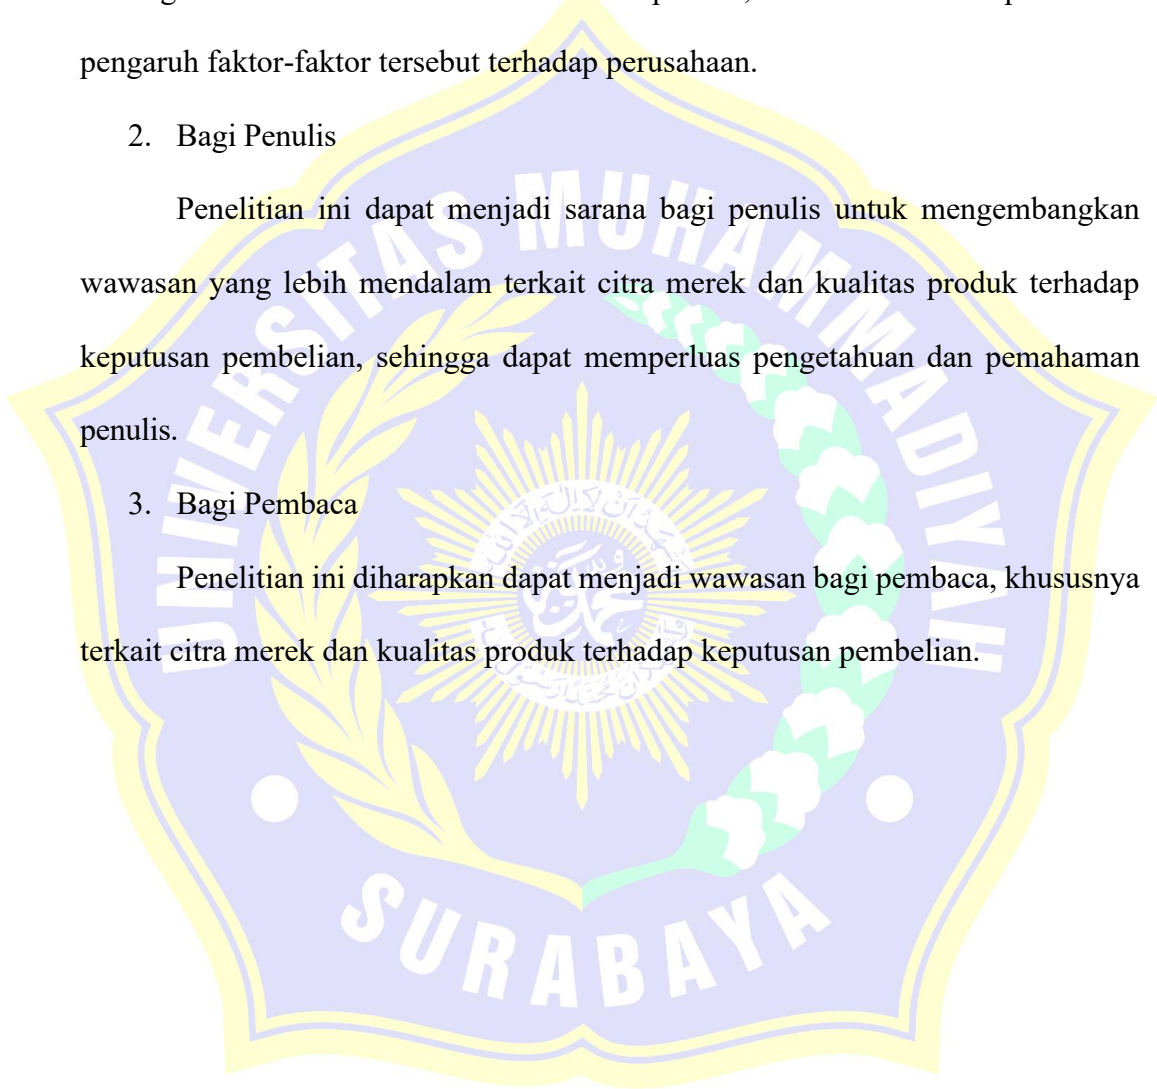 pengaruh faktor-faktor tersebut terhadap perusahaan.
2. Bagi Penulis
Penelitian ini dapat menjadi sarana bagi penulis untuk mengembangkan
wawasan yang lebih mendalam terkait citra merek dan kualitas produk terhadap
keputusan pembelian, sehingga dapat memperluas pengetahuan dan pemahaman
penulis.
3. Bagi Pembaca
Penelitian ini diharapkan dapat menjadi wawasan bagi pembaca, khususnya
terkait citra merek dan kualitas produk terhadap keputusan pembelian.
UNIVERSITAS MUHAMMADIYAH
SURABAYA